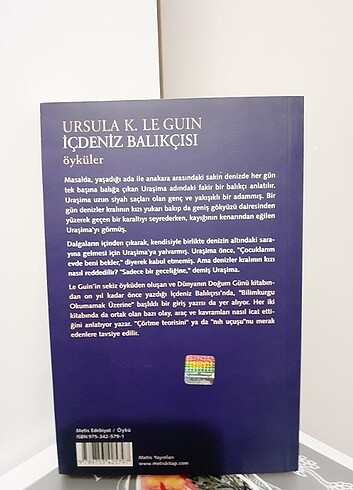 URSULA K. LE GUIN
İÇDENİZ BALIKÇISI
öyküler
Masalda, yaşadığı ada ile anakara arasındaki sakin denizde her gün
tek başına balığa çıkan Uraşima adındaki fakir bir balıkçı anlatılır.
Uraşima uzun siyah saçları olan genç ve yakışıklı bir adammış. Bir
gün denizler kralının kızı yukarı bakıp da geniş gökyüzü dairesinden
yüzerek geçen bir karaltıyı seyrederken, kayığının kenarından eğilen
Uraşima'yı görmüş.
Dalgaların içinden çıkarak, kendisiyle birlikte denizin altındaki sara-
yına gelmesi için Uraşima'ya yalvarmış. Uraşima önce, "Çocuklarım
evde beni bekler," diyerek kabul etmemiş. Ama denizler kralının kızı
nasıl reddedilir? "Sadece bir geceliğine," demiş Uraşima.
Le Guin'in sekiz öyküden oluşan ve Dünyanın Doğum Günü kitabın-
dan on yıl kadar önce yazdığı İçdeniz Balıkçısı'nda, "Bilimkurgu
Okumamak Üzerine" başlıklı bir giriş yazısı da yer alıyor. Her iki
kitabında da ortak olan bazı olay, araç ve kavramları nasıl icat etti-
ğini anlatıyor yazar. "Çörtme teorisini" ya da "nıh uçuşu"nu merak
edenlere tavsiye edilir.
Metis Edebiyat / Öykü
ISBN 975-342-579-1
Metis Yayınları
www.metiskitap.com